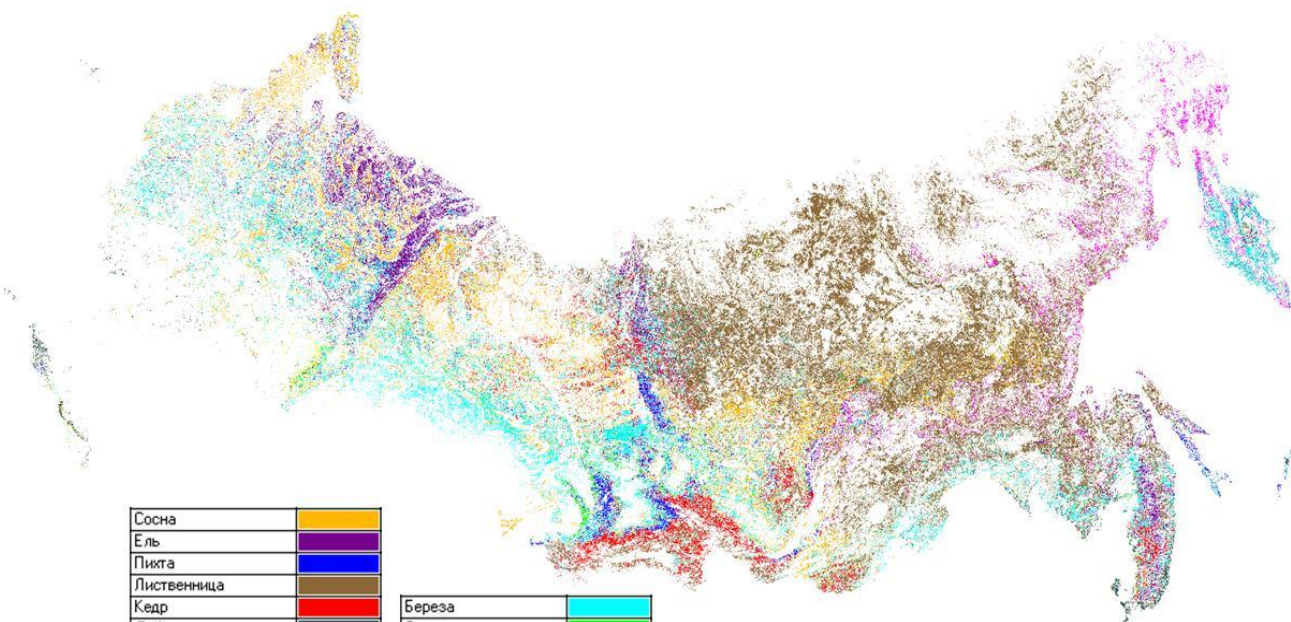 Сосна
Ель
Пихта
Лиственница
Кедр
Береза